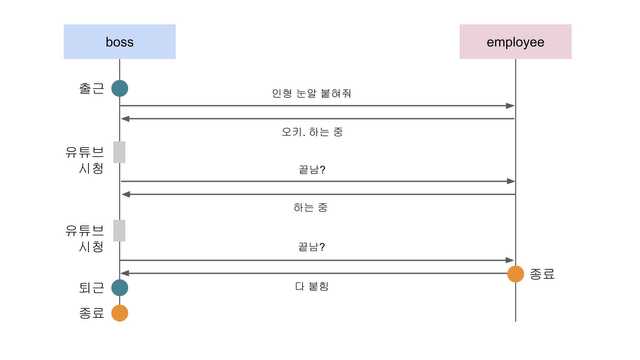 boss
employee
출근
인형 눈알 붙혀줘
오키. 하는 중
유튜브
시청
끝남?
하는 중
유튜브
시청
끝남?
종료
퇴근
다 붙힘
종료